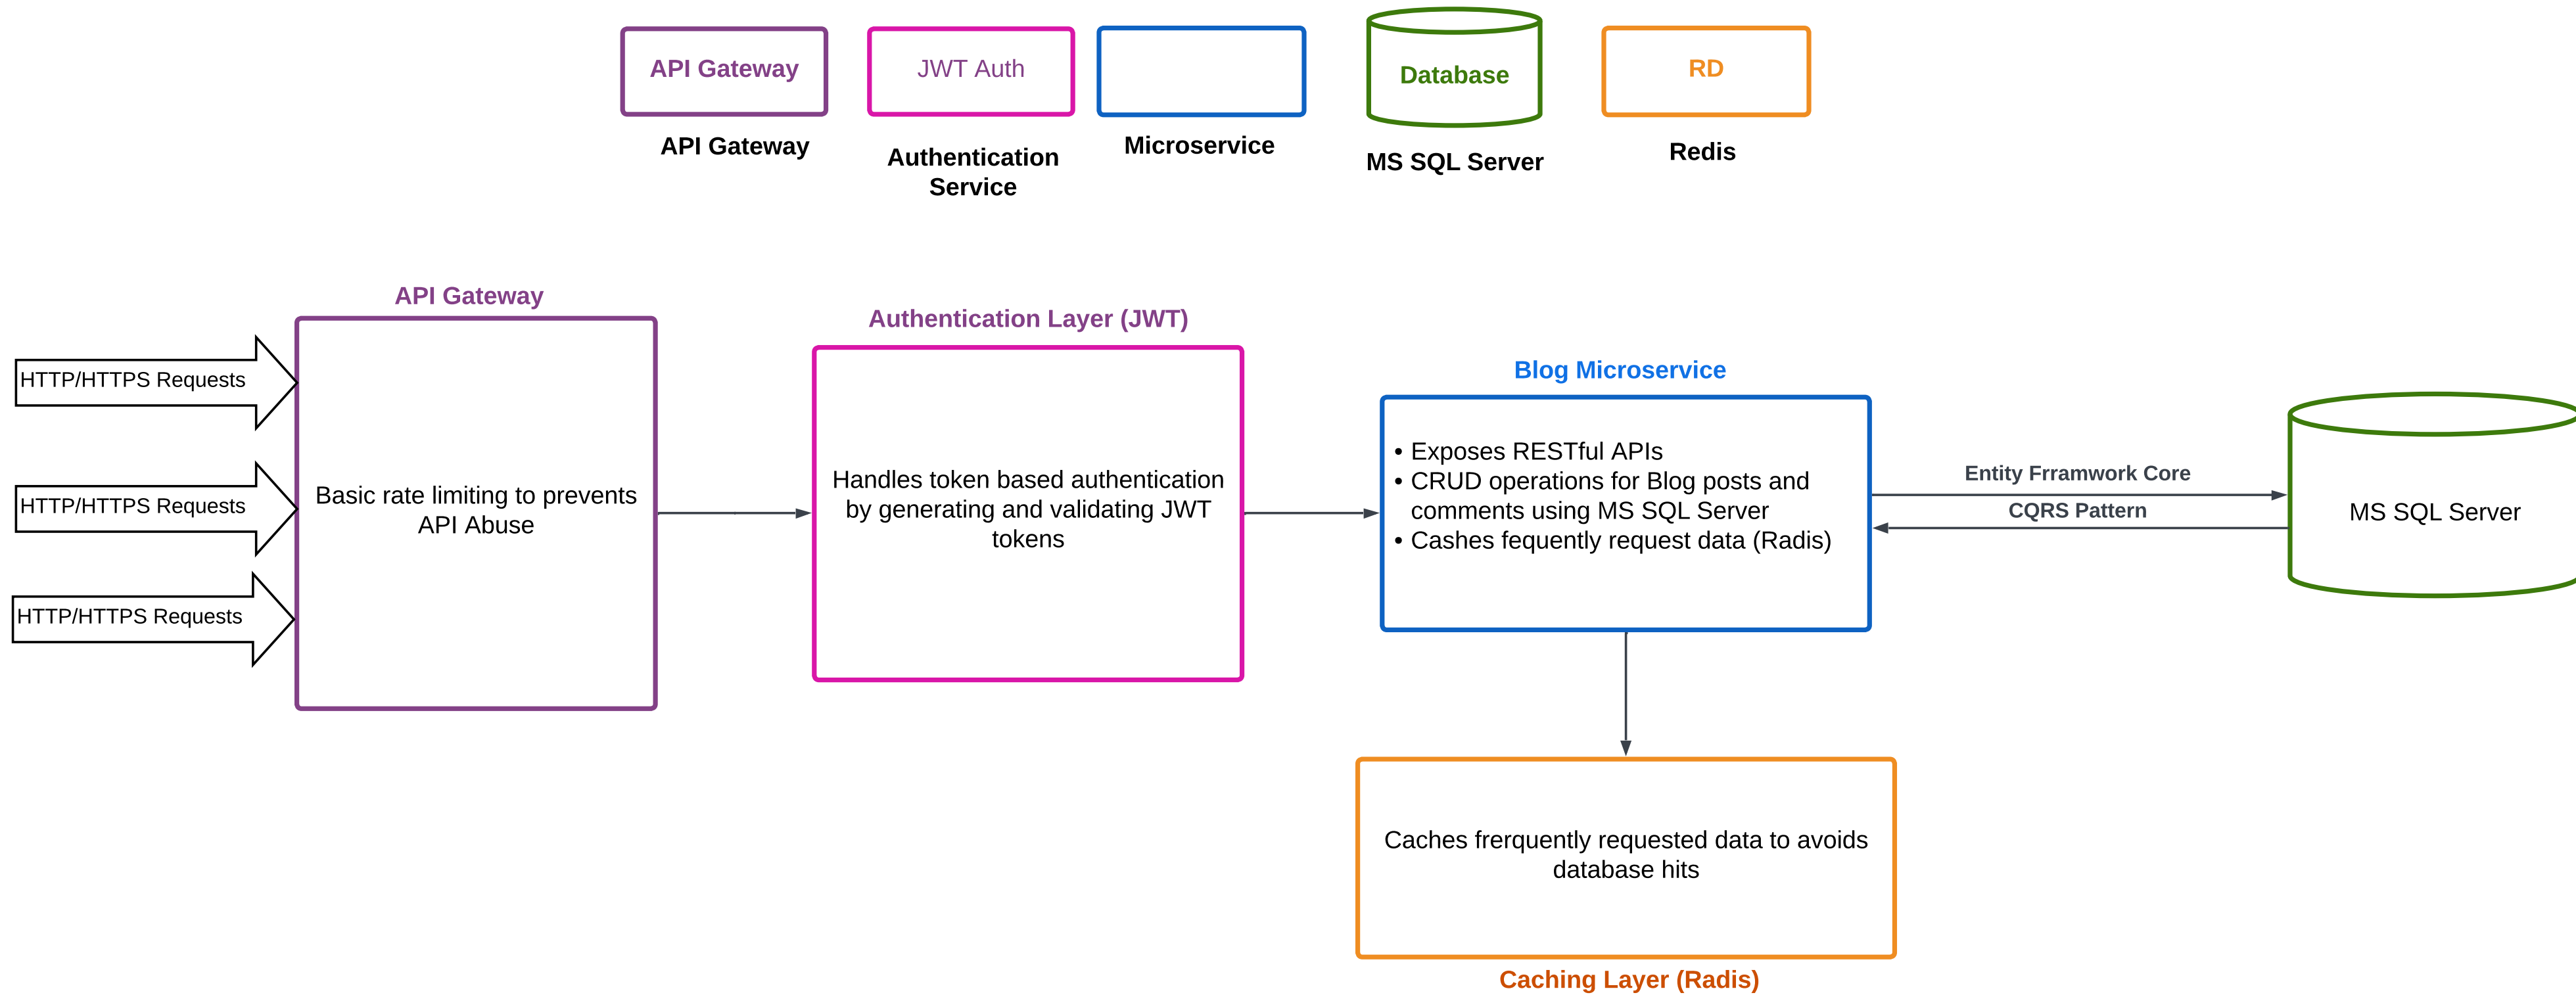 API Gateway
JWT Auth
Database
RD
API Gateway
Authentication
Service
Microservice
MS SQL Server
Redis
API Gateway
HTTP/HTTPS Requests
HTTP/HTTPS Requests
HTTP/HTTPS Requests
Basic rate limiting to prevents
API Abuse
Authentication Layer (JWT)
Handles token based authentication
by generating and validating JWT
tokens
Blog Microservice
• Exposes RESTful APIs
• CRUD operations for Blog posts and
comments using MS SQL Server
• Cashes fequently request data (Radis)
Entity Frramwork Core
CQRS Pattern
MS SQL Server
Caches frerquently requested data to avoids
database hits
Caching Layer (Radis)